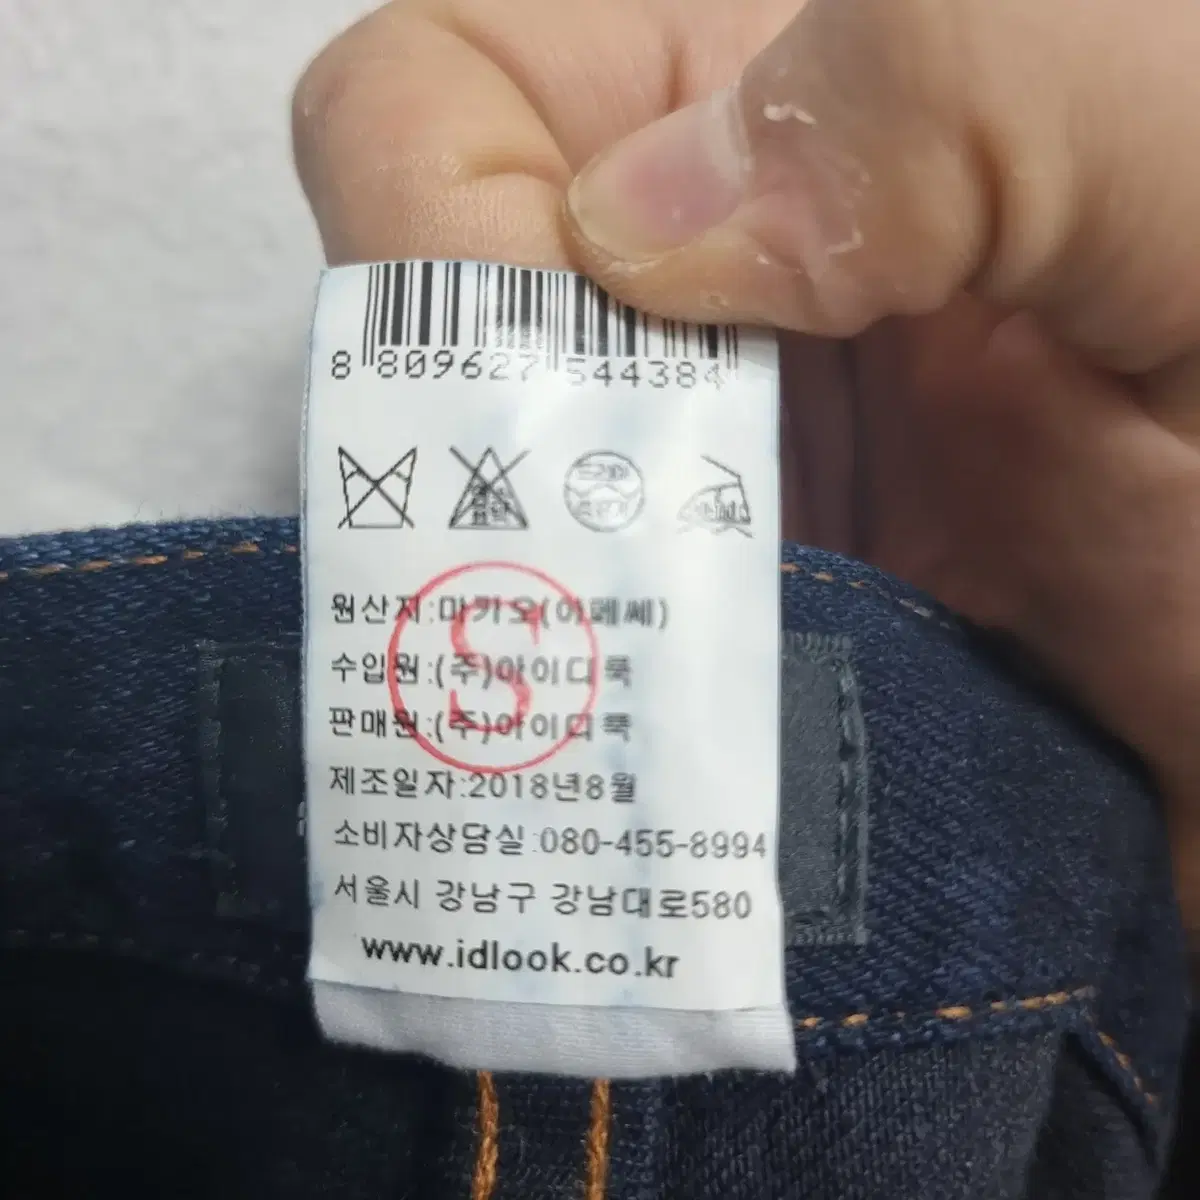 8 809627 544384
원산지:마카오(아페쎄)
수입원:(주)아이디룩
판매원:(주)아이디룩
S
제조일자:2018년8월
소비자상담실:080-455-8994
서울시 강남구 강남대로580
www.idlook.co.kr